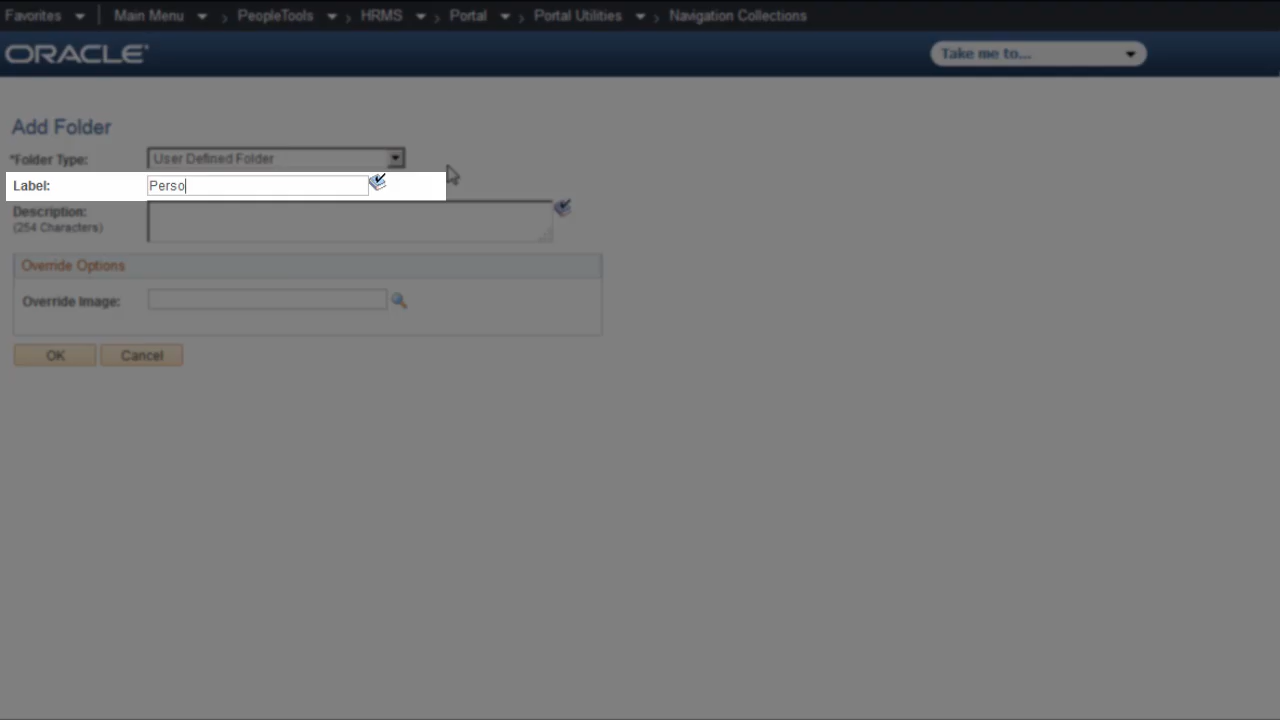 Favorites Main Menu > PeopleTools > HRMS > Portal > Portal Utilities > Navigation Collections
ORACLE
Take me to...
Add Folder
*Folder Type: User Defined Folder
Label: Perso
Description:
(254 Characters)
Override Options
Override Image:
OK Cancel